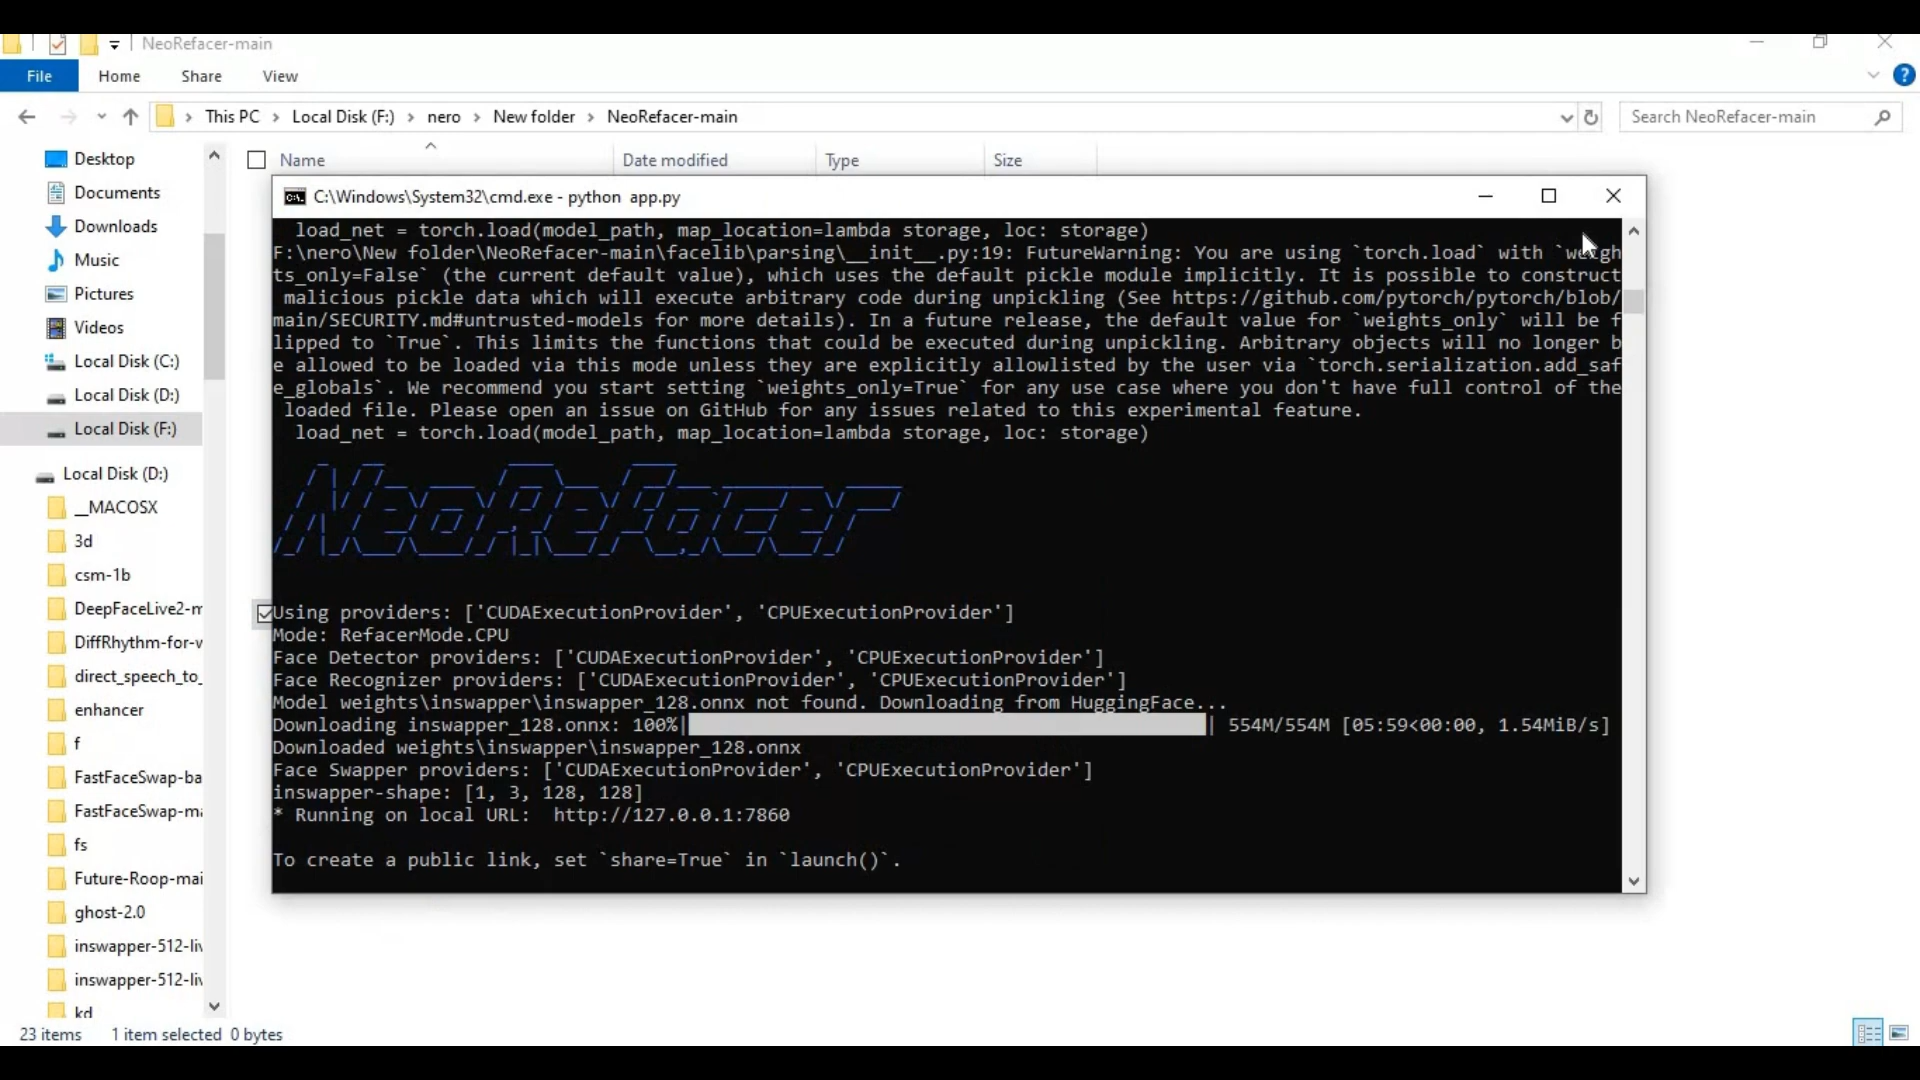 NeoRefacer-main
File Home Share View
This PC Local Disk (F:) nero New folder NeoRefacer-main Search NeoRefacer-main
Name Date modified Type Size
Desktop
Documents
Downloads
Music
Pictures
Videos
Local Disk (C:)
Local Disk (D:)
Local Disk (F:)
Local Disk (D:)
__MACOSX
3d
csm-1b
DeepFaceLive2-m
DiffRhythm-for-v
direct_speech_to_
enhancer
f
FastFaceSwap-ba
FastFaceSwap-ma
fs
Future-Roop-mai
ghost-2.0
inswapper-512-liv
inswapper-512-liv
kd
C:\Windows\System32\cmd.exe - python  app.py
load_net = torch.load(model_path, map_location=lambda storage, loc: storage)
F:\nero\New folder\NeoRefacer-main\facelib\parsing\__init__.py:19: FutureWarning: You are using `torch.load` with `weigh
ts_only=False` (the current default value), which uses the default pickle module implicitly. It is possible to construct
malicious pickle data which will execute arbitrary code during unpickling (See https://github.com/pytorch/pytorch/blob/
main/SECURITY.md#untrusted-models for more details). In a future release, the default value for `weights_only` will be f
lipped to `True`. This limits the functions that could be executed during unpickling. Arbitrary objects will no longer b
e allowed to be loaded via this mode unless they are explicitly allowlisted by the user via `torch.serialization.add_saf
e_globals`. We recommend you start setting `weights_only=True` for any use case where you don't have full control of the
loaded file. Please open an issue on GitHub for any issues related to this experimental feature.
load_net = torch.load(model_path, map_location=lambda storage, loc: storage)
NeoRefacer
Using providers: ['CUDAExecutionProvider', 'CPUExecutionProvider']
Mode: RefacerMode.CPU
Face Detector providers: ['CUDAExecutionProvider', 'CPUExecutionProvider']
Face Recognizer providers: ['CUDAExecutionProvider', 'CPUExecutionProvider']
Model weights\inswapper\inswapper_128.onnx not found. Downloading from HuggingFace...
Downloading inswapper_128.onnx: 100%| | 554M/554M [05:59<00:00, 1.54MiB/s]
Downloaded weights\inswapper\inswapper_128.onnx
Face Swapper providers: ['CUDAExecutionProvider', 'CPUExecutionProvider']
inswapper-shape: [1, 3, 128, 128]
* Running on local URL:  http://127.0.0.1:7860
To create a public link, set `share=True` in `launch()`.
23 items 1 item selected 0 bytes